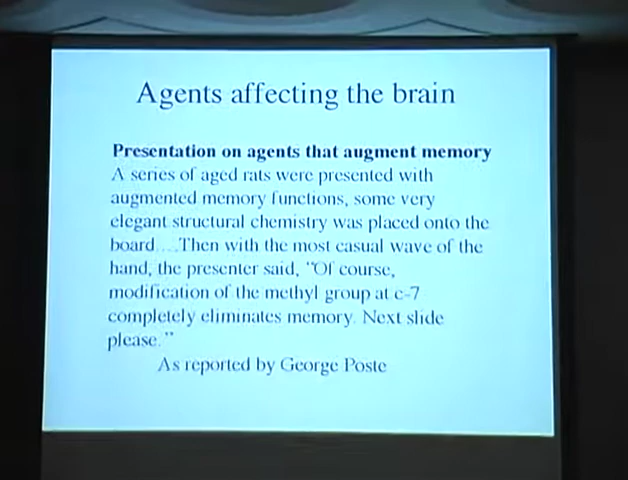 Agents affecting the brain
Presentation on agents that augment memory
A series of aged rats were presented with
augmented memory functions, some very
elegant structural chemistry was placed onto the
board....Then with the most casual wave of the
hand, the presenter said, "Of course,
modification of the methyl group at c-7
completely eliminates memory. Next slide
please."
As reported by George Poste